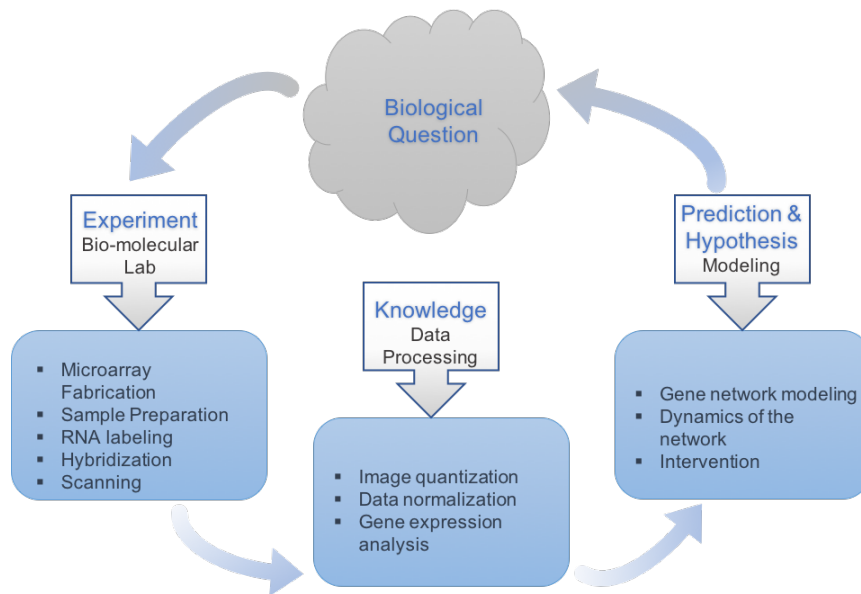 Biological
Question
Experiment
Bio-molecular
Lab
▪ Microarray
Fabrication
▪ Sample Preparation
▪ RNA labeling
▪ Hybridization
▪ Scanning
Knowledge
Data
Processing
▪ Image quantization
▪ Data normalization
▪ Gene expression
analysis
Prediction &
Hypothesis
Modeling
▪ Gene network modeling
▪ Dynamics of the
network
▪ Intervention